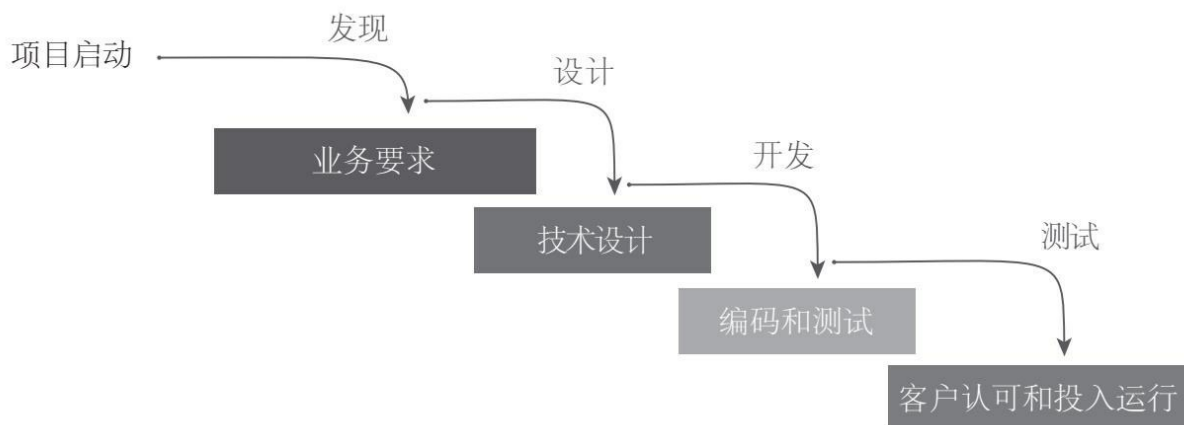 项目启动
发现
业务要求
设计
技术设计
开发
编码和测试
测试
客户认可和投入运行